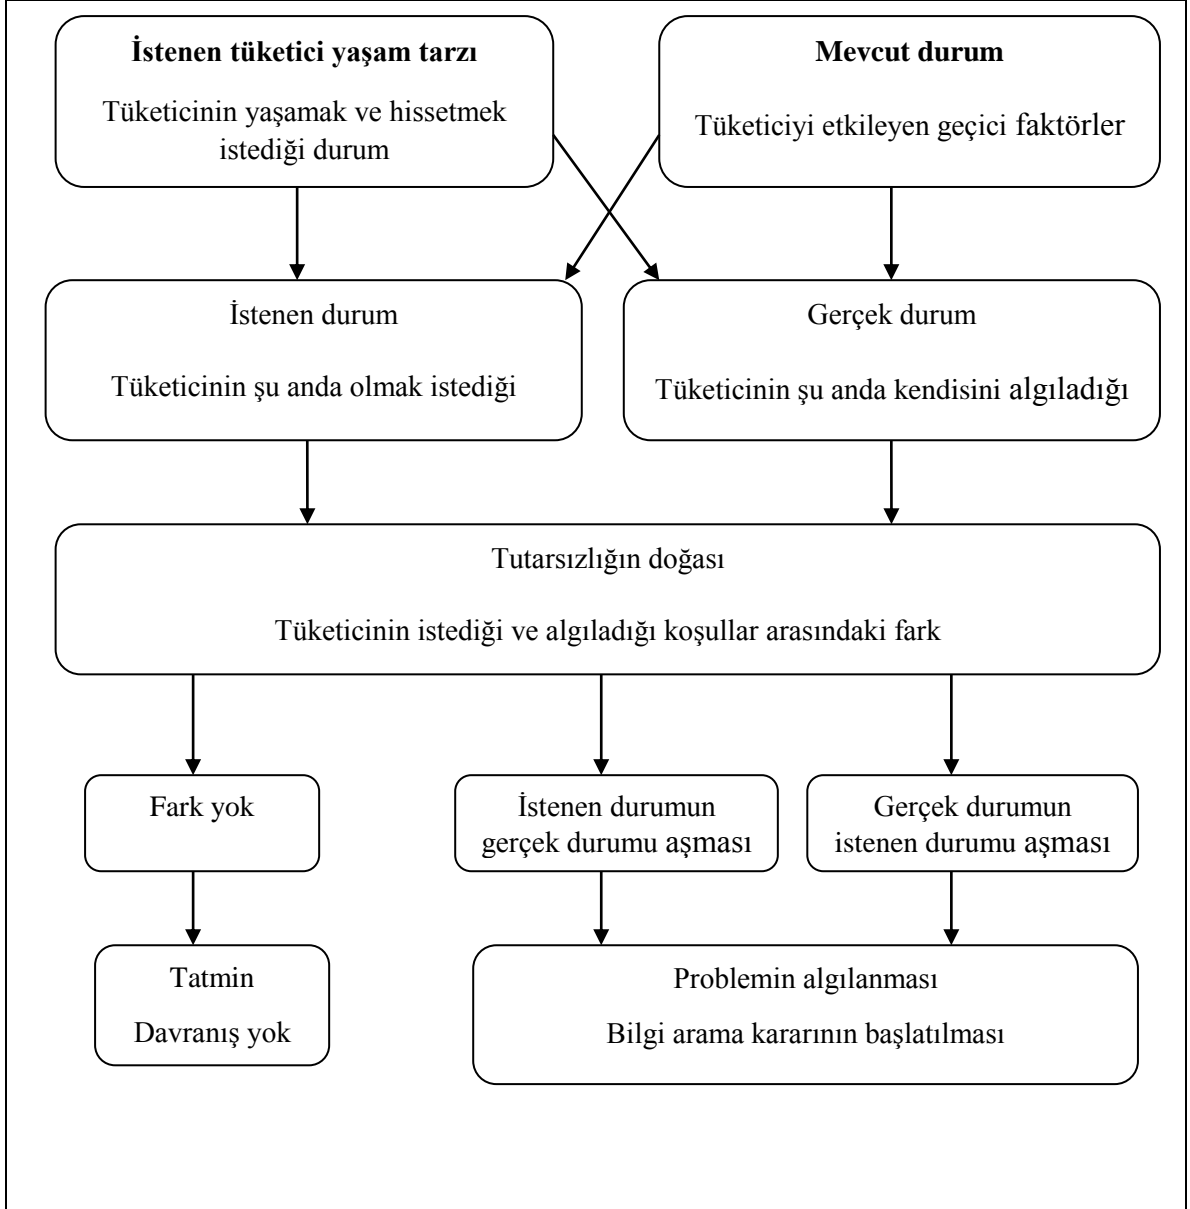 İstenen tüketici yaşam tarzı
Tüketicinin yaşamak ve hissetmek
istediği durum
Mevcut durum
Tüketiciyi etkileyen geçici faktörler
İstenen durum
Tüketicinin şu anda olmak istediği
Gerçek durum
Tüketicinin şu anda kendisini algıladığı
Tutarsızlığın doğası
Tüketicinin istediği ve algıladığı koşullar arasındaki fark
Fark yok
İstenen durumun
gerçek durumu aşması
Gerçek durumun
istenen durumu aşması
Tatmin
Davranış yok
Problemin algılanması
Bilgi arama kararının başlatılması